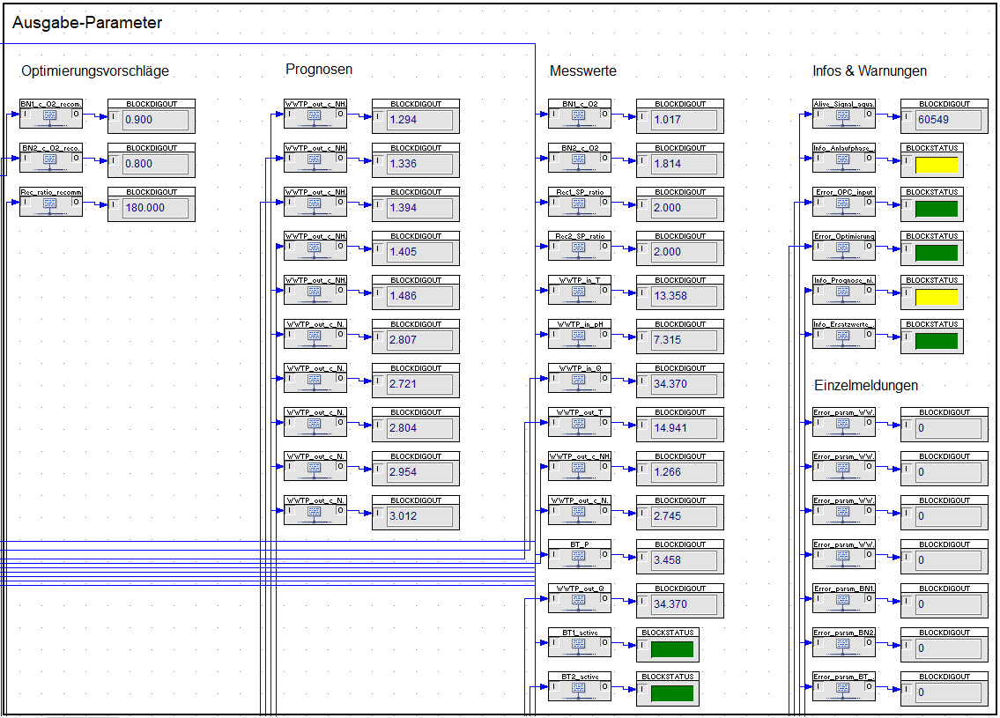 Ausgabe-Parameter
Optimierungsvorschläge
BN1_c_O2_recom.
I O
BLOCKDIGOUT
I 0.900
BN2_c_O2_reco.
I O
BLOCKDIGOUT
I 0.800
Rec_ratio_recomm
I O
BLOCKDIGOUT
I 180.000
Prognosen
WWTP_out_c_NH.
I O
BLOCKDIGOUT
I 1.294
WWTP_out_c_NH.
I O
BLOCKDIGOUT
I 1.336
WWTP_out_c_NH.
I O
BLOCKDIGOUT
I 1.394
WWTP_out_c_NH.
I O
BLOCKDIGOUT
I 1.405
WWTP_out_c_NH.
I O
BLOCKDIGOUT
I 1.486
WWTP_out_c_N.
I O
BLOCKDIGOUT
I 2.807
WWTP_out_c_N.
I O
BLOCKDIGOUT
I 2.721
WWTP_out_c_N.
I O
BLOCKDIGOUT
I 2.804
WWTP_out_c_N.
I O
BLOCKDIGOUT
I 2.954
WWTP_out_c_N.
I O
BLOCKDIGOUT
I 3.012
Messwerte
BN1_c_O2
I O
BLOCKDIGOUT
I 1.017
BN2_c_O2
I O
BLOCKDIGOUT
I 1.814
Rec1_SP_ratio
I O
BLOCKDIGOUT
I 2.000
Rec2_SP_ratio
I O
BLOCKDIGOUT
I 2.000
WWTP_in_T
I O
BLOCKDIGOUT
I 13.358
WWTP_in_pH
I O
BLOCKDIGOUT
I 7.315
WWTP_in_Q
I O
BLOCKDIGOUT
I 34.370
WWTP_out_T
I O
BLOCKDIGOUT
I 14.941
WWTP_out_c_NH.
I O
BLOCKDIGOUT
I 1.266
WWTP_out_c_N.
I O
BLOCKDIGOUT
I 2.745
BT_P
I O
BLOCKDIGOUT
I 3.458
WWTP_out_Q
I O
BLOCKDIGOUT
I 34.370
BT1_active
I O
BLOCKSTATUS
I
BT2_active
I O
BLOCKSTATUS
I
Infos & Warnungen
Alive_Signal_aqua.
I O
BLOCKDIGOUT
I 60549
Info_Anlaufphase_.
I O
BLOCKSTATUS
I
Error_OPC_input
I O
BLOCKSTATUS
I
Error_Optimierung
I O
BLOCKSTATUS
I
Info_Prognose_ni.
I O
BLOCKSTATUS
I
Info_Ersatzwerte_.
I O
BLOCKSTATUS
I
Einzelmeldungen
Error_param_WW.
I O
BLOCKDIGOUT
I 0
Error_param_WW.
I O
BLOCKDIGOUT
I 0
Error_param_WW.
I O
BLOCKDIGOUT
I 0
Error_param_WW.
I O
BLOCKDIGOUT
I 0
Error_param_BN1.
I O
BLOCKDIGOUT
I 0
Error_param_BN2.
I O
BLOCKDIGOUT
I 0
Error_param_BT_.
I O
BLOCKDIGOUT
I 0